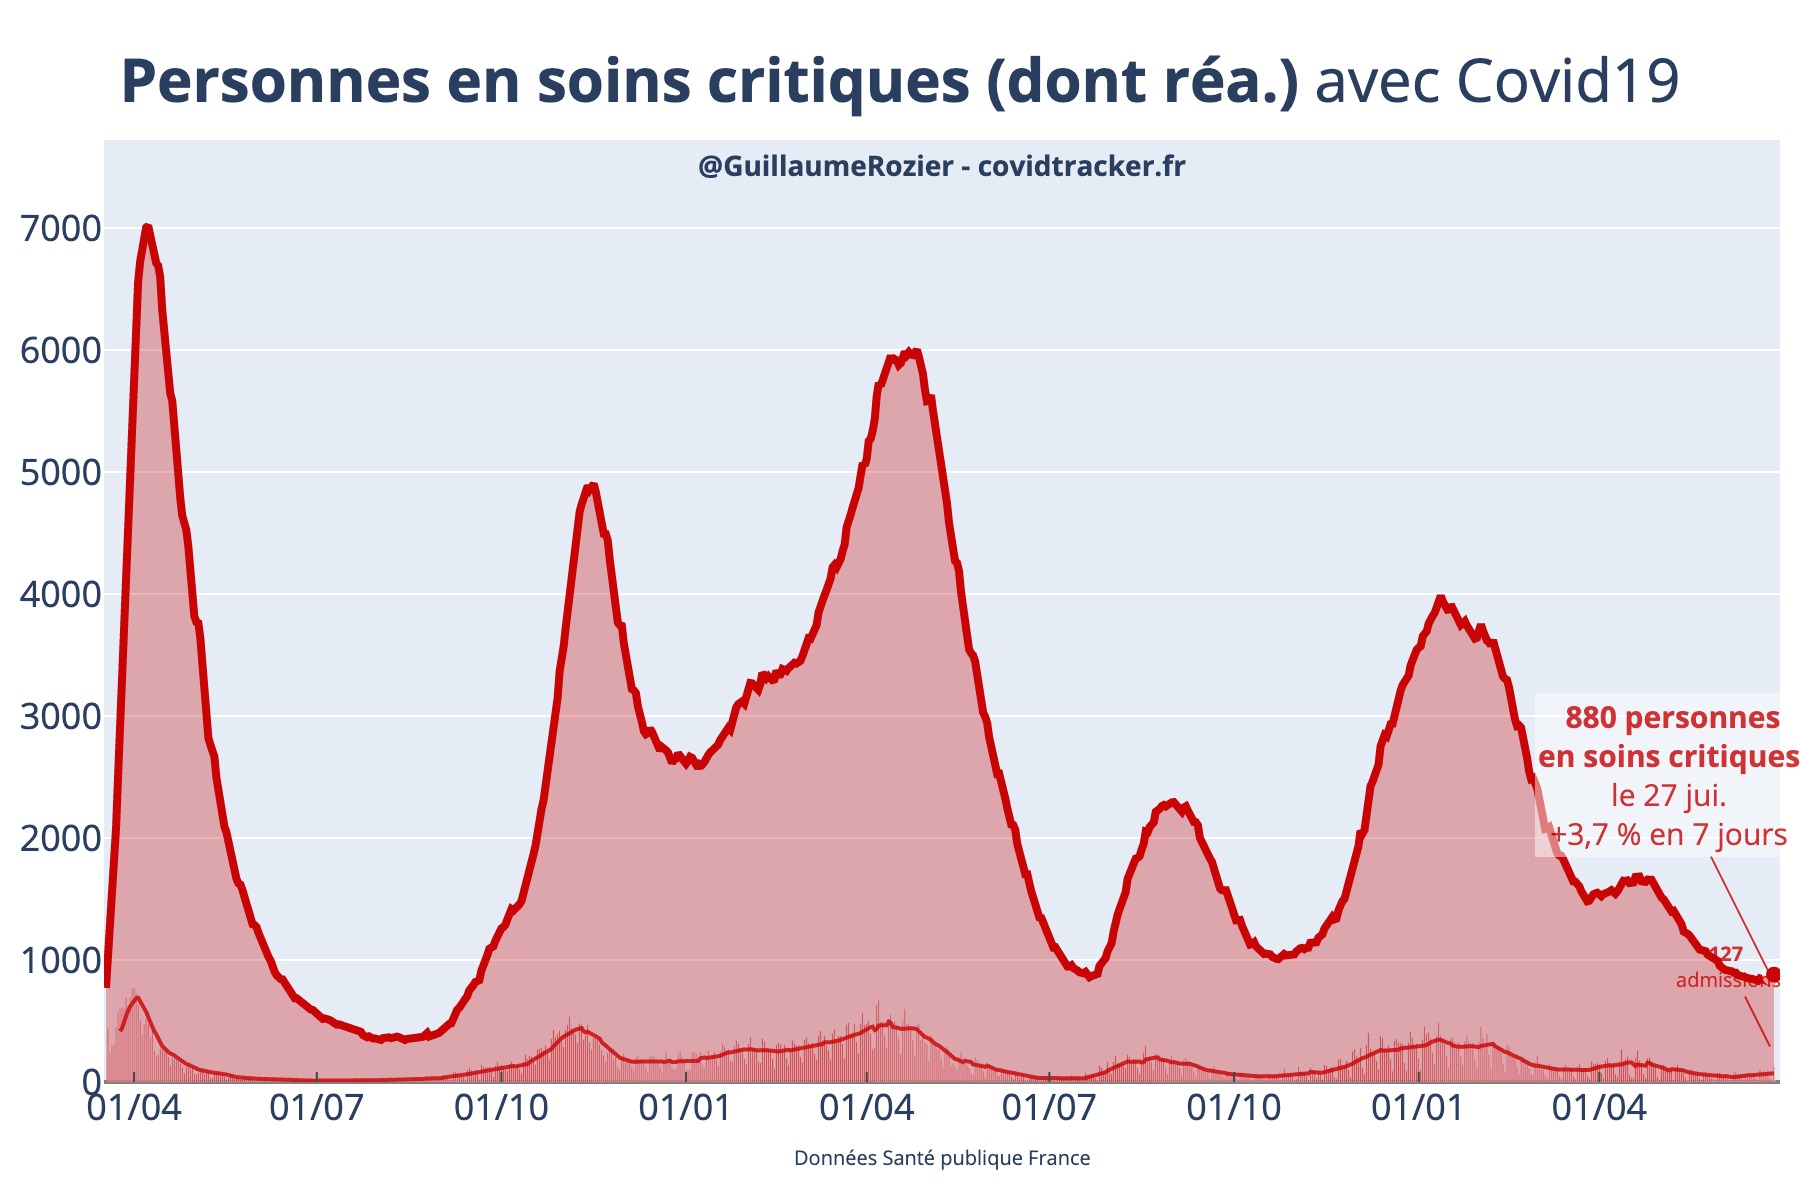 Personnes en soins critiques (dont réa.) avec Covid19
@GuillaumeRozier - covidtracker.fr
7000
6000
5000
4000
3000
2000
1000
0
880 personnes
en soins critiques
le 27 jui.
+3,7 % en 7 jours
127
admissions
01/04
01/07
01/10
01/01
01/04
01/07
01/10
01/01
01/04
Données Santé publique France